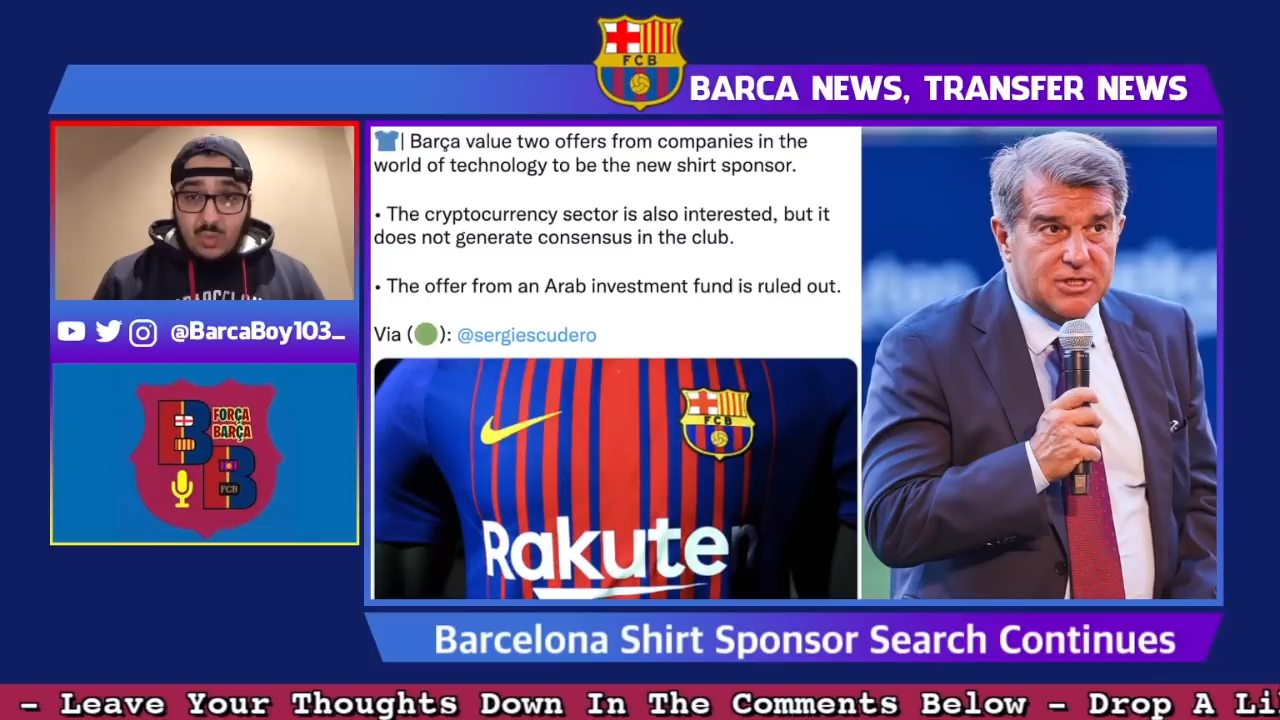 FCB
BARCA NEWS, TRANSFER NEWS
| Barça value two offers from companies in the
world of technology to be the new shirt sponsor.
• The cryptocurrency sector is also interested, but it
does not generate consensus in the club.
• The offer from an Arab investment fund is ruled out.
Via (🟢): @sergiescudero
@BarcaBoy103_
FORÇA
BARÇA
B
B
FCB
FCB
Rakuten
Barcelona Shirt Sponsor Search Continues
- Leave Your Thoughts Down In The Comments Below - Drop A Li